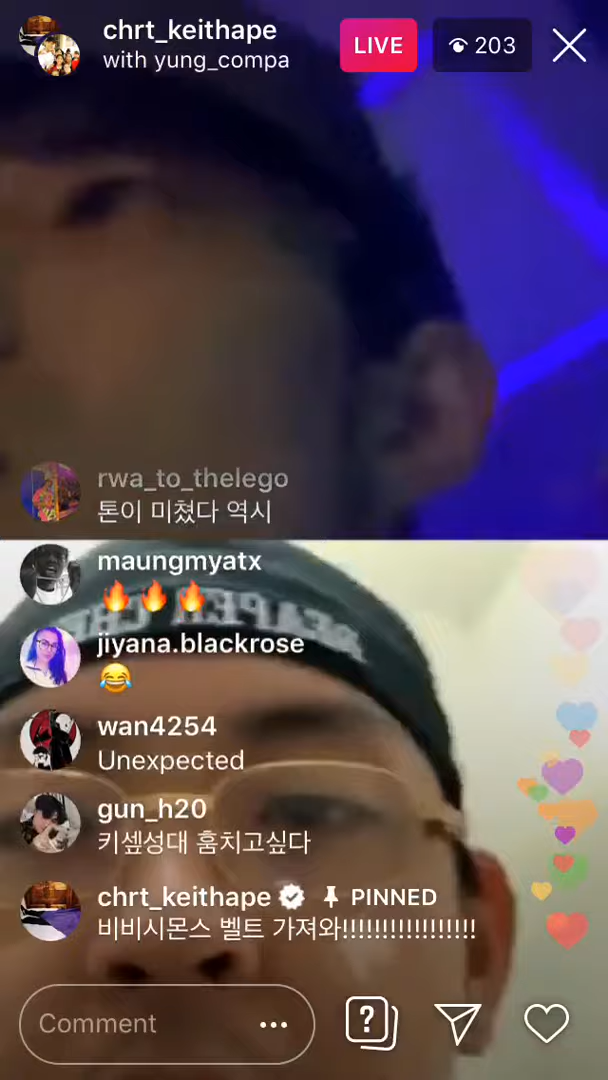 chrt_keithape
with yung_compa
LIVE
203
rwa_to_thelego
톤이 미쳤다 역시
maungmyatx
🔥🔥🔥
jiyana.blackrose
😂
wan4254
Unexpected
gun_h20
키셒성대 훔치고싶다
chrt_keithape PINNED
비비시몬스 벨트 가져와!!!!!!!!!!!!!!!!!
Comment